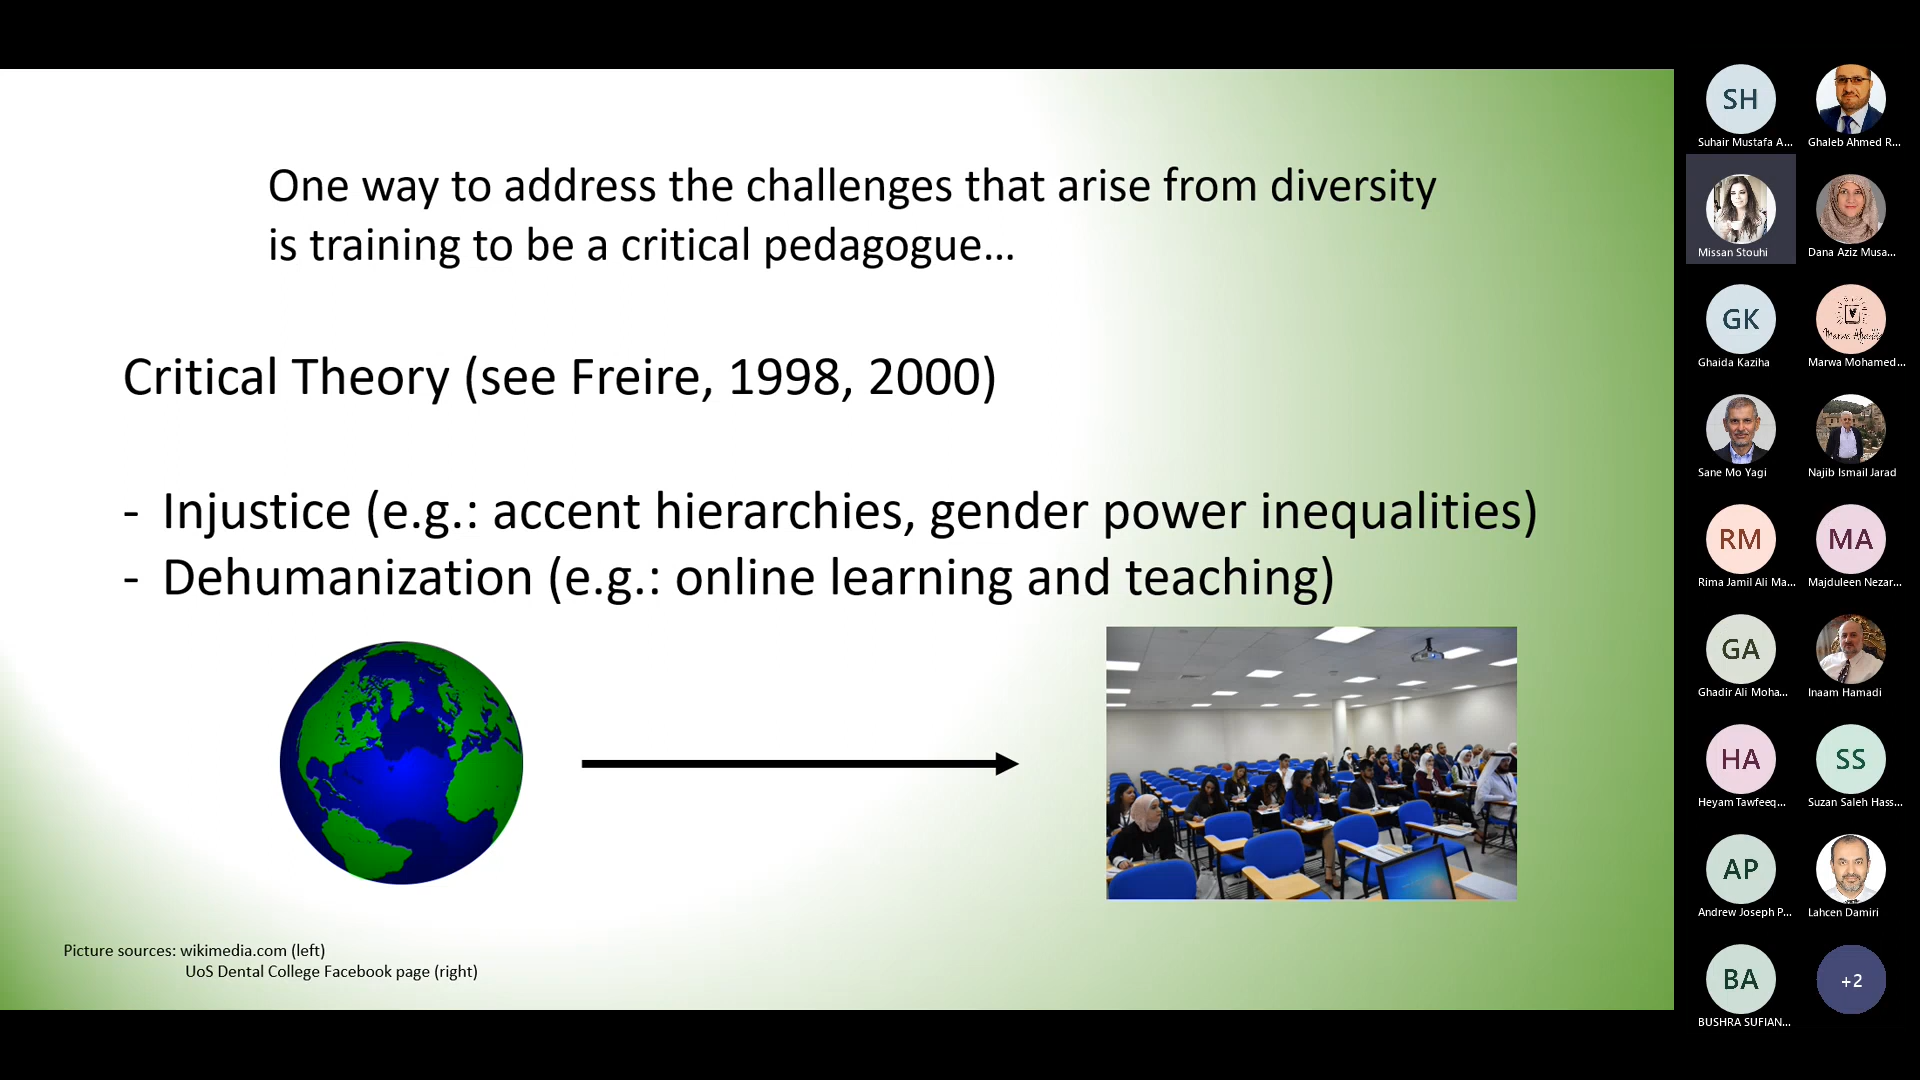 One way to address the challenges that arise from diversity
is training to be a critical pedagogue...
Critical Theory (see Freire, 1998, 2000)
- Injustice (e.g.: accent hierarchies, gender power inequalities)
- Dehumanization (e.g.: online learning and teaching)
Picture sources: wikimedia.com (left)
UoS Dental College Facebook page (right)
SH
Suhair Mustafa A...
Ghaleb Ahmed R...
Missan Stouhi
Dana Aziz Musa...
GK
Ghaida Kaziha
Marwa Mohamed...
Sane Mo Yagi
Najib Ismail Jarad
RM
Rima Jamil Ali Ma...
MA
Majduleen Nezar...
GA
Ghadir Ali Moha...
Inaam Hamadi
HA
Heyam Tawfeeq...
SS
Suzan Saleh Hass...
AP
Andrew Joseph P...
Lahcen Damiri
BA
BUSHRA SUFIAN...
+2